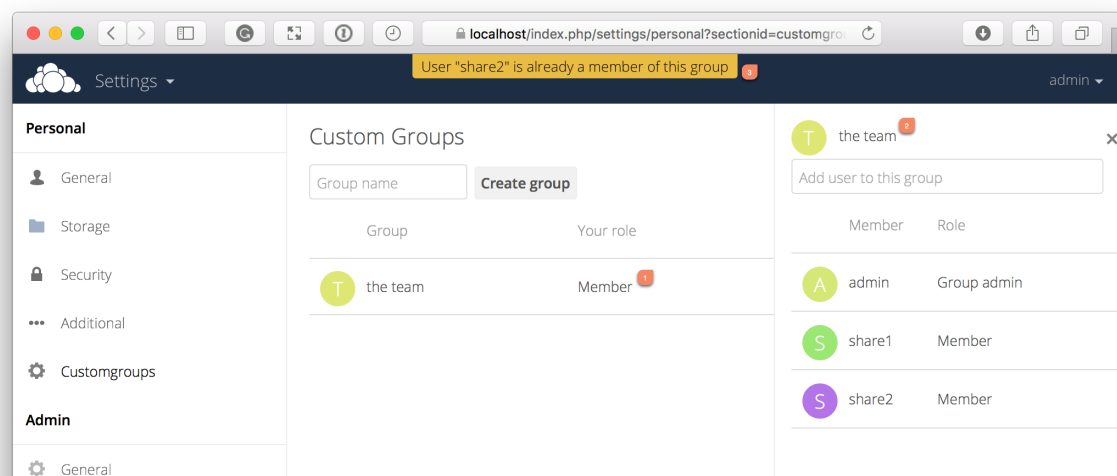 localhost/index.php/settings/personal?sectionid=customgro
Settings
User "share2" is already a member of this group
3
admin
Personal
General
Storage
Security
Additional
Customgroups
Admin
General
Custom Groups
Group name
Create group
Group Your role
T the team Member 1
T the team 2
Add user to this group
Member Role
A admin Group admin
S share1 Member
S share2 Member